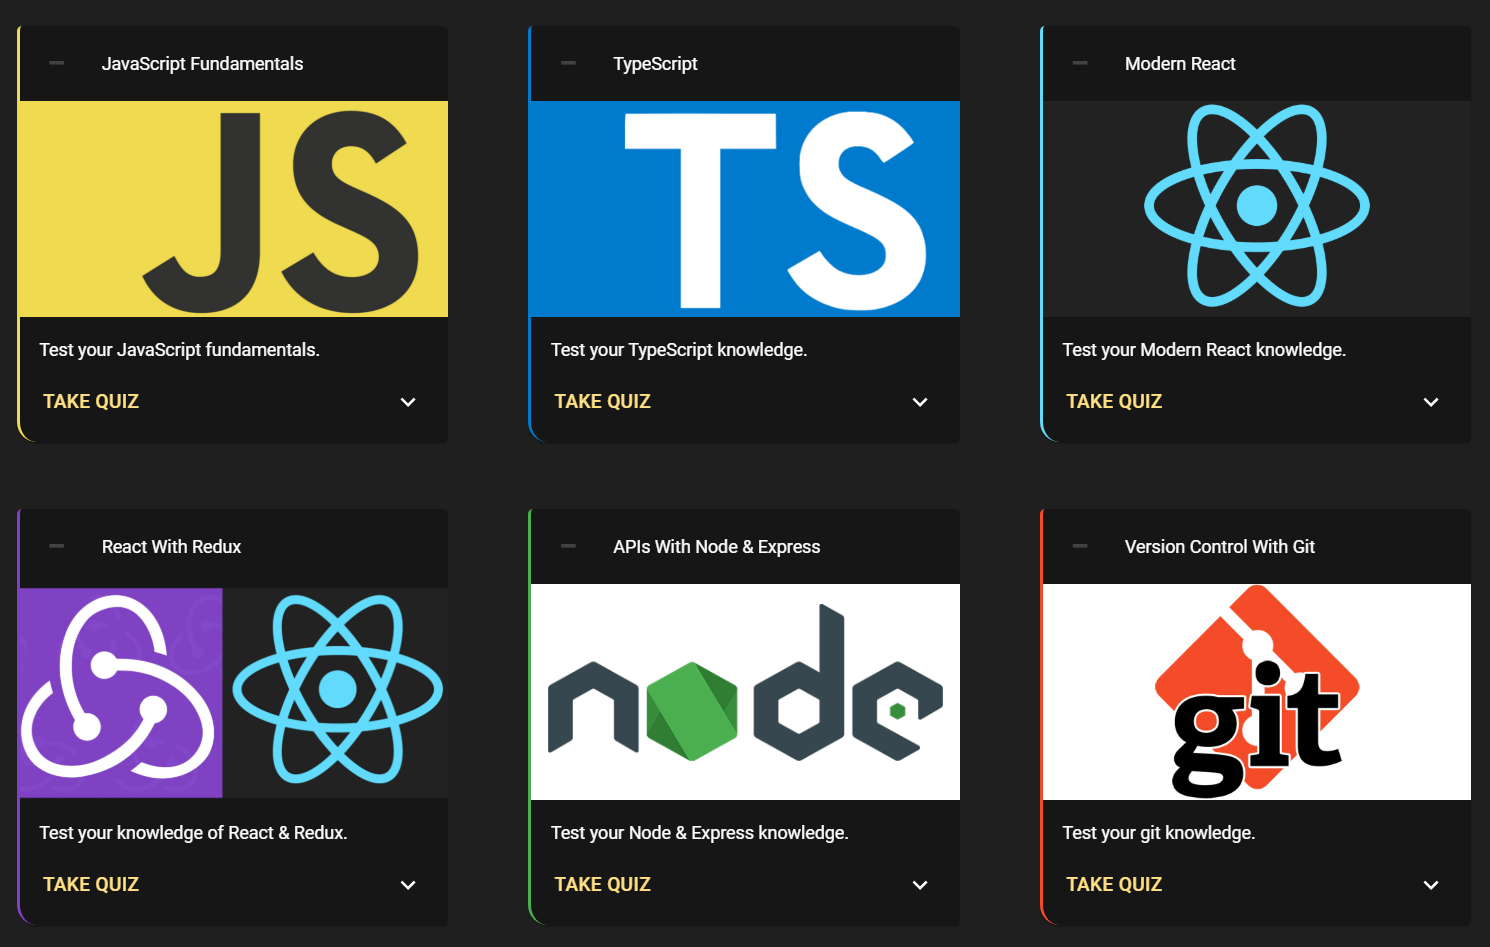 JavaScript Fundamentals
JS
Test your JavaScript fundamentals.
TAKE QUIZ
TypeScript
TS
Test your TypeScript knowledge.
TAKE QUIZ
Modern React
Test your Modern React knowledge.
TAKE QUIZ
React With Redux
Test your knowledge of React & Redux.
TAKE QUIZ
APIs With Node & Express
node
Test your Node & Express knowledge.
TAKE QUIZ
Version Control With Git
git
Test your git knowledge.
TAKE QUIZ